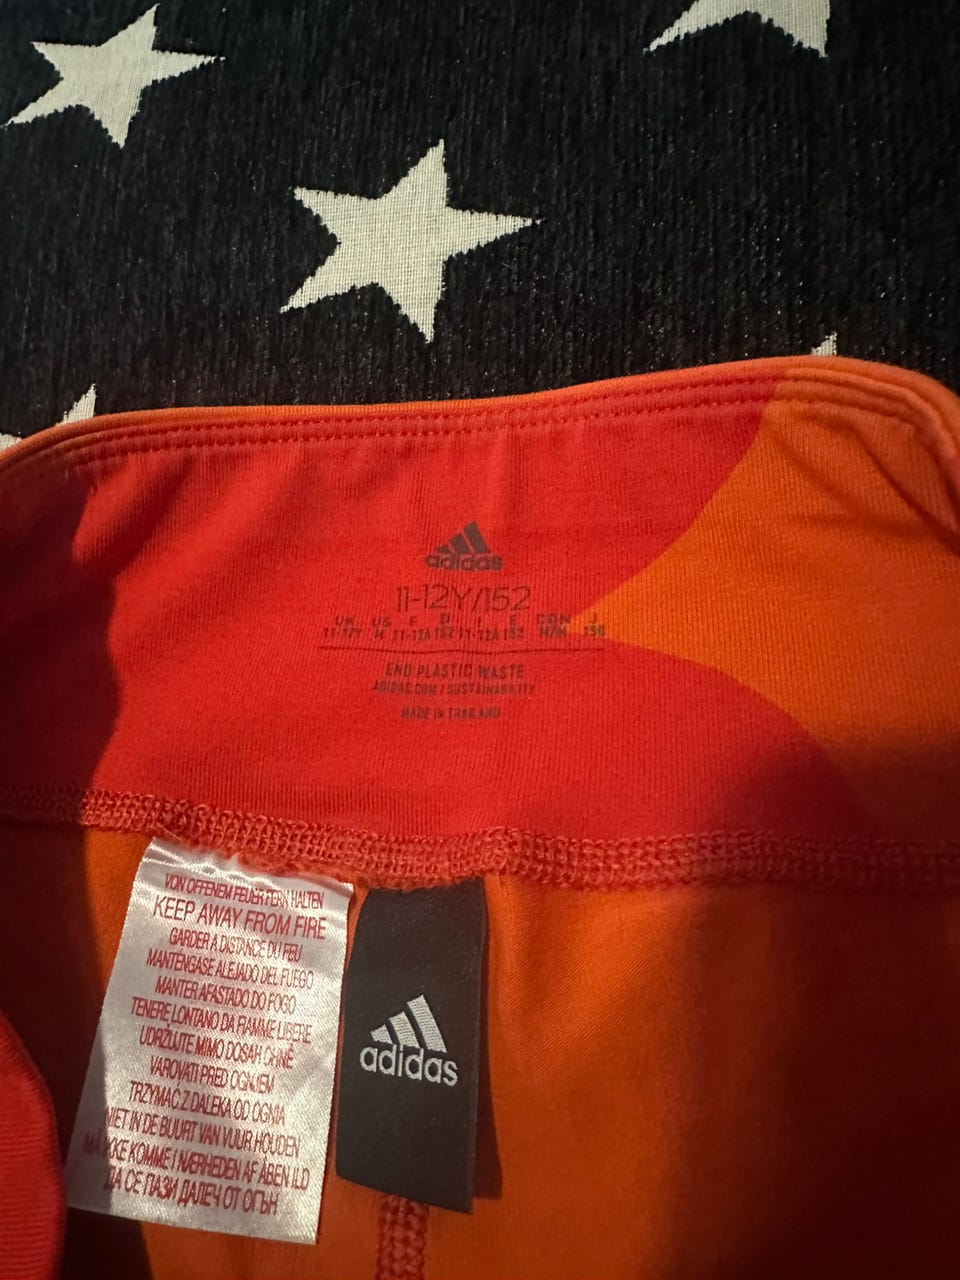 adidas
11-12Y/152
UK US F D I E CDN J
11-12Y M 11-12A 152 11-12A 152 M/M 150
END PLASTIC WASTE
ADIDAS.COM / SUSTAINABILITY
MADE IN THAILAND
VON OFFENEM FEUER FERN HALTEN
KEEP AWAY FROM FIRE
GARDER A DISTANCE DU FEU
MANTÉNGASE ALEJADO DEL FUEGO
MANTER AFASTADO DO FOGO
TENERE LONTANO DA FIAMME LIBERE
UDRŽUJTE MIMO DOSAH OHNĚ
VAROVATI PRED OGNJEM
TRZYMAĆ Z DALEKA OD OGNIA
NIET IN DE BUURT VAN VUUR HOUDEN
MÅ IKKE KOMME I NÆRHEDEN AF ÅBEN ILD
ДА СЕ ПАЗИ ДАЛЕЧ ОТ ОГЪН
adidas